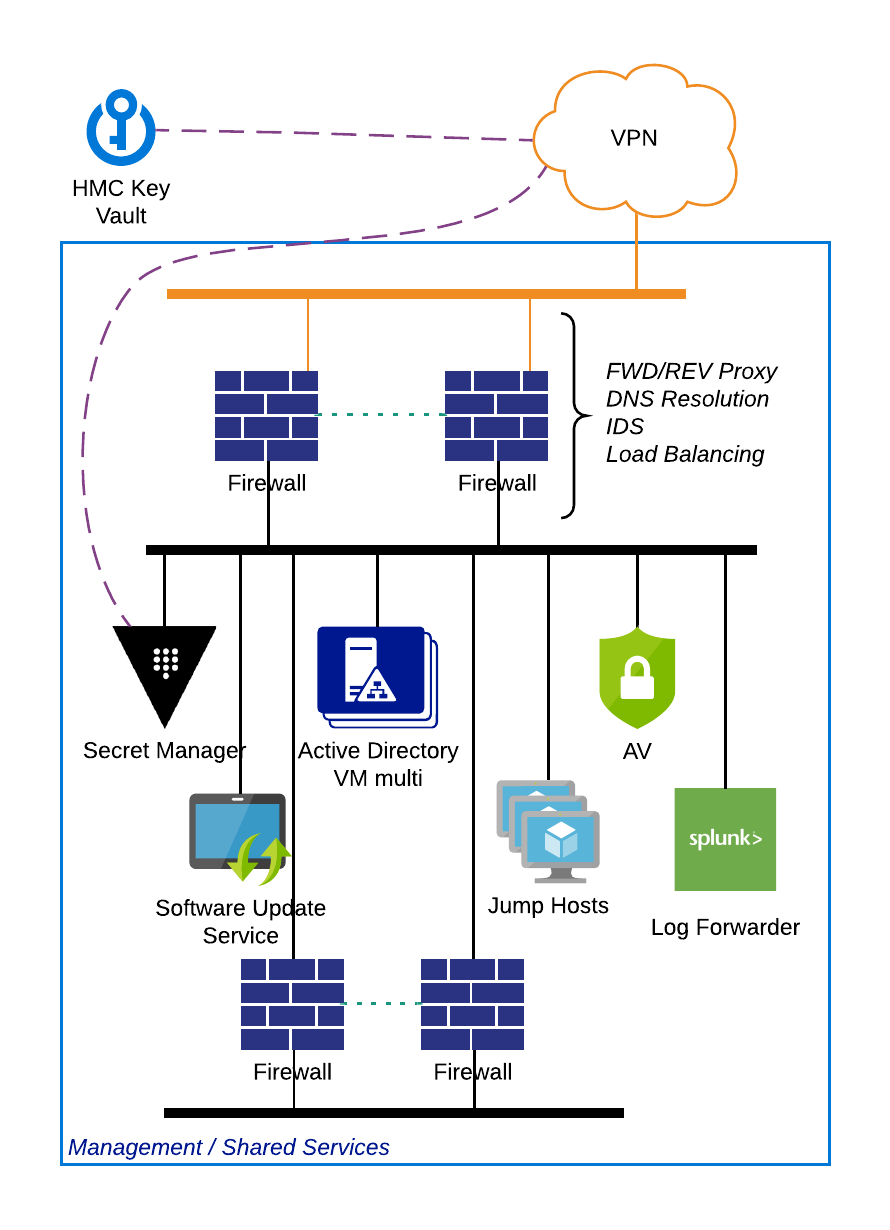 VPN
HMC Key
Vault
FWD/REV Proxy
DNS Resolution
IDS
Load Balancing
Firewall
Firewall
Secret Manager
Active Directory
VM multi
AV
splunk>
Software Update
Service
Jump Hosts
Log Forwarder
Firewall
Firewall
Management / Shared Services